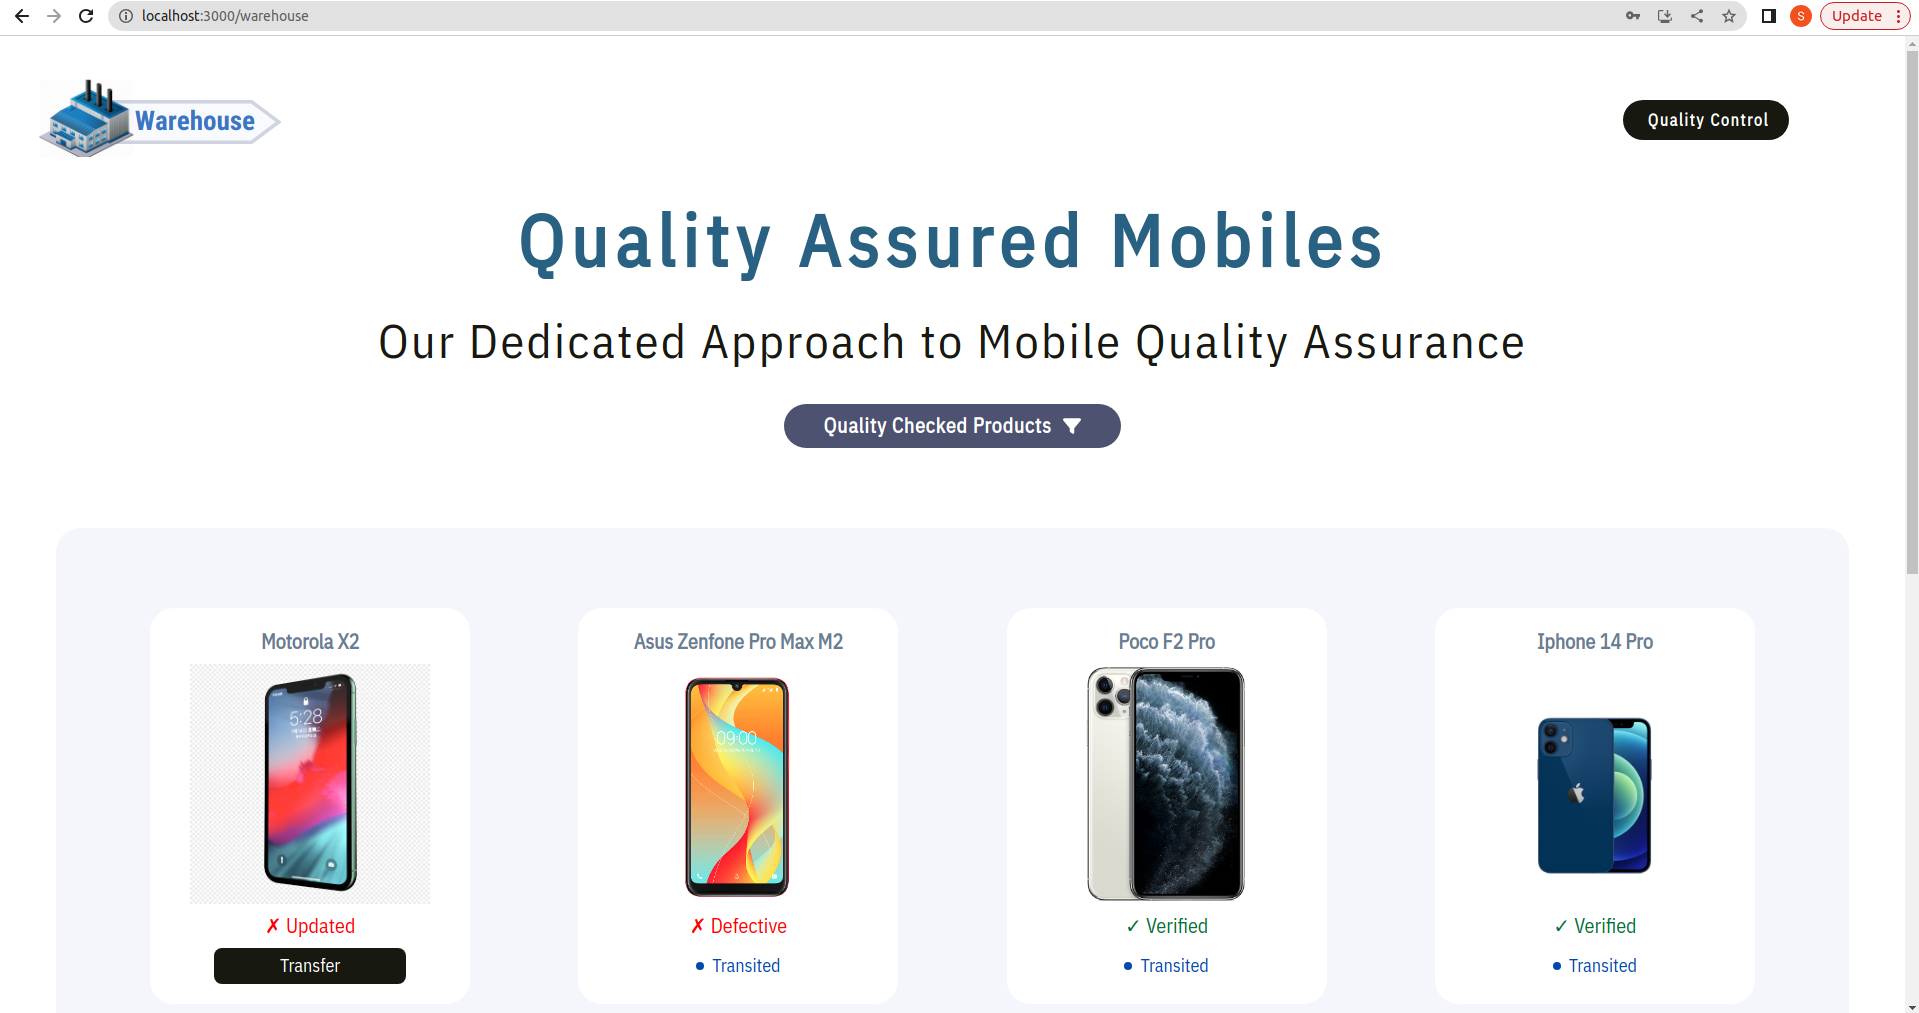 localhost:3000/warehouse
S
Update
Warehouse
Quality Control
Quality Assured Mobiles
Our Dedicated Approach to Mobile Quality Assurance
Quality Checked Products
Motorola X2
Asus Zenfone Pro Max M2
Poco F2 Pro
Iphone 14 Pro
5:28
09:00
✗ Updated
✗ Defective
✓ Verified
✓ Verified
Transfer
• Transited
• Transited
• Transited